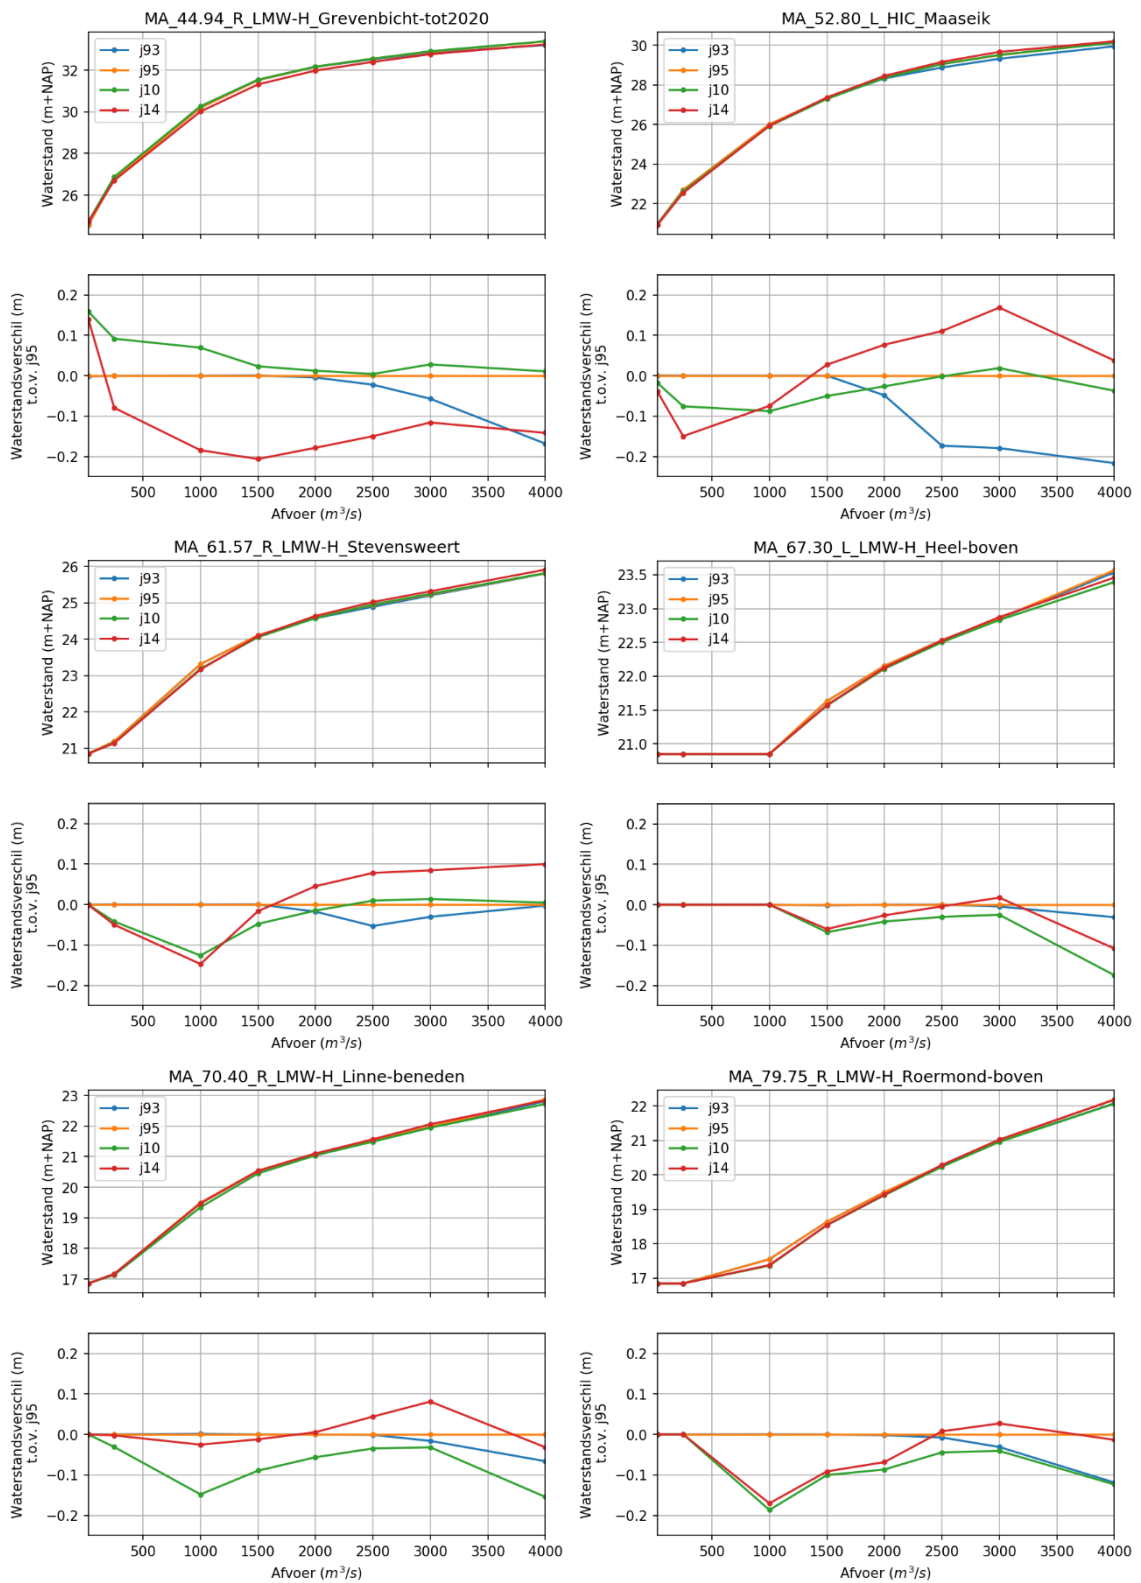 MA_44.94_R_LMW-H_Grevenbicht-tot2020
Waterstand (m+NAP)
32
30
28
26
j93
j95
j10
j14
Waterstandsverschil (m)
t.o.v. j95
0.2
0.1
0.0
−0.1
−0.2
500 1000 1500 2000 2500 3000 3500 4000
Afvoer (m³/s)
MA_52.80_L_HIC_Maaseik
Waterstand (m+NAP)
30
28
26
24
22
j93
j95
j10
j14
Waterstandsverschil (m)
t.o.v. j95
0.2
0.1
0.0
−0.1
−0.2
500 1000 1500 2000 2500 3000 3500 4000
Afvoer (m³/s)
MA_61.57_R_LMW-H_Stevensweert
Waterstand (m+NAP)
26
25
24
23
22
21
j93
j95
j10
j14
Waterstandsverschil (m)
t.o.v. j95
0.2
0.1
0.0
−0.1
−0.2
500 1000 1500 2000 2500 3000 3500 4000
Afvoer (m³/s)
MA_67.30_L_LMW-H_Heel-boven
Waterstand (m+NAP)
23.5
23.0
22.5
22.0
21.5
21.0
j93
j95
j10
j14
Waterstandsverschil (m)
t.o.v. j95
0.2
0.1
0.0
−0.1
−0.2
500 1000 1500 2000 2500 3000 3500 4000
Afvoer (m³/s)
MA_70.40_R_LMW-H_Linne-beneden
Waterstand (m+NAP)
23
22
21
20
19
18
17
j93
j95
j10
j14
Waterstandsverschil (m)
t.o.v. j95
0.2
0.1
0.0
−0.1
−0.2
500 1000 1500 2000 2500 3000 3500 4000
Afvoer (m³/s)
MA_79.75_R_LMW-H_Roermond-boven
Waterstand (m+NAP)
22
21
20
19
18
17
j93
j95
j10
j14
Waterstandsverschil (m)
t.o.v. j95
0.2
0.1
0.0
−0.1
−0.2
500 1000 1500 2000 2500 3000 3500 4000
Afvoer (m³/s)